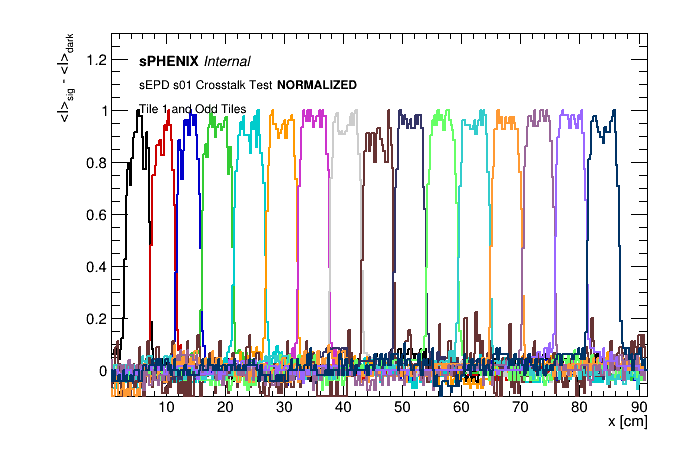 <I>sig - <I>dark
1.2
sPHENIX Internal
sEPD s01 Crosstalk Test NORMALIZED
Tile 1 and Odd Tiles
1
0.8
0.6
0.4
0.2
0
10 20 30 40 50 60 70 80 90
x [cm]